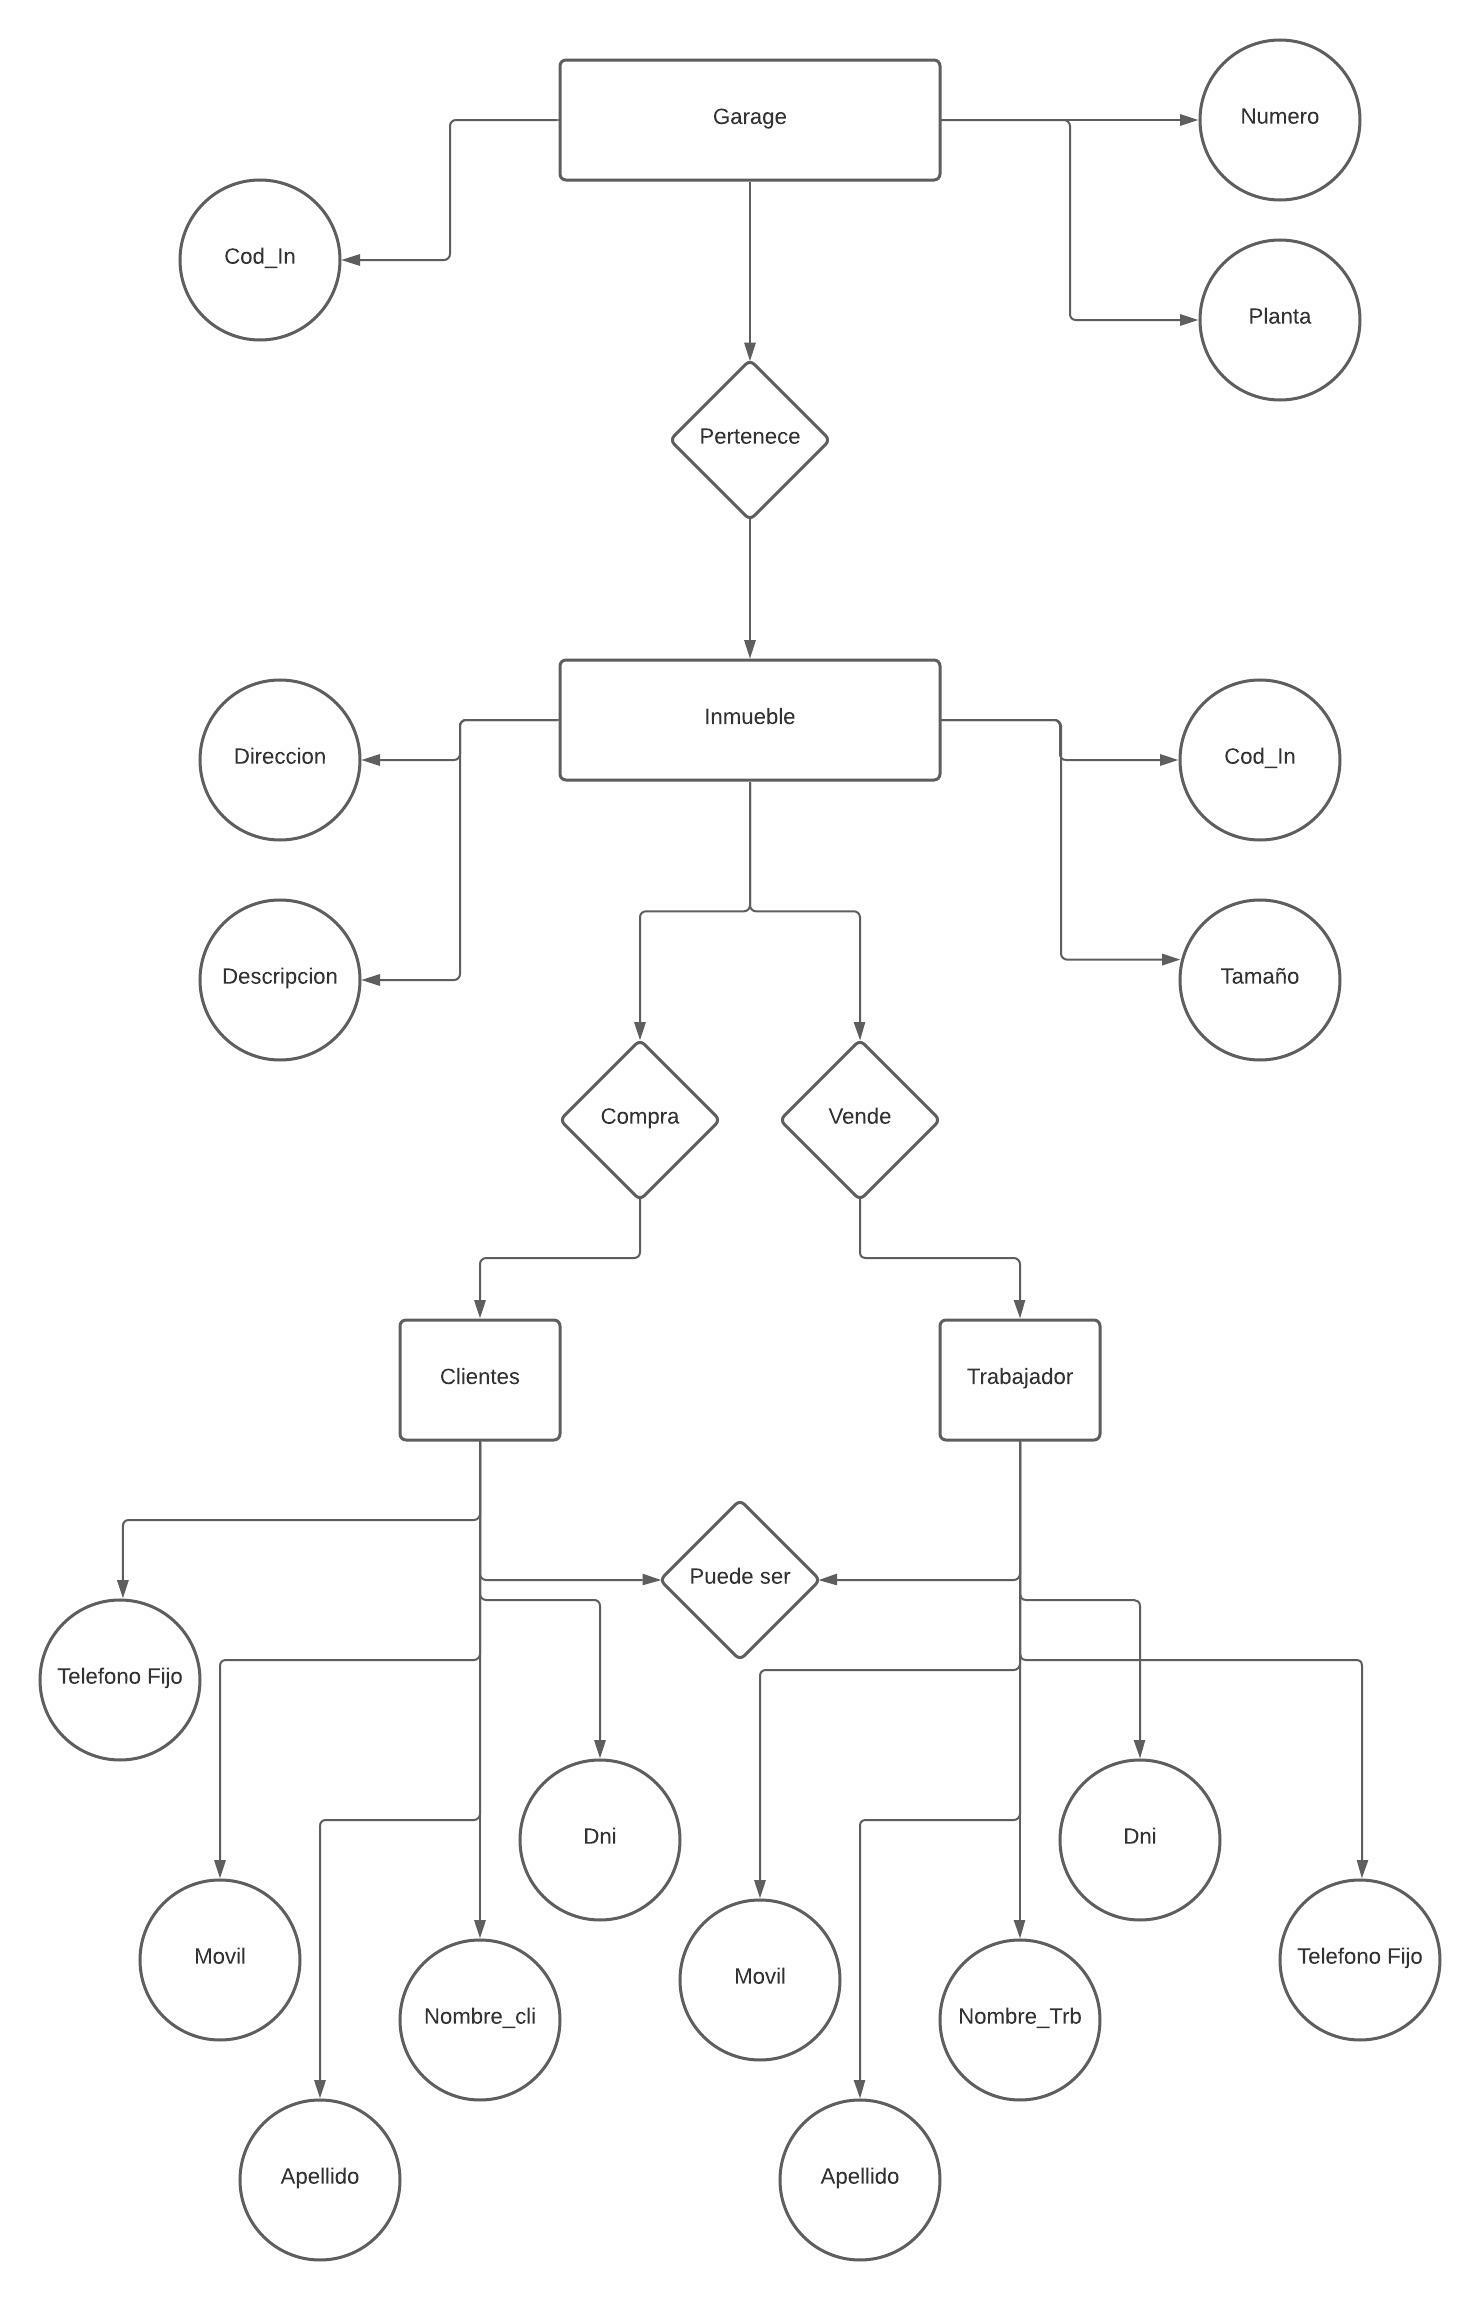 Garage
Numero
Cod_In
Planta
Pertenece
Inmueble
Direccion
Cod_In
Descripcion
Tamaño
Compra
Vende
Clientes
Trabajador
Puede ser
Telefono Fijo
Dni
Dni
Movil
Movil
Telefono Fijo
Nombre_cli
Nombre_Trb
Apellido
Apellido